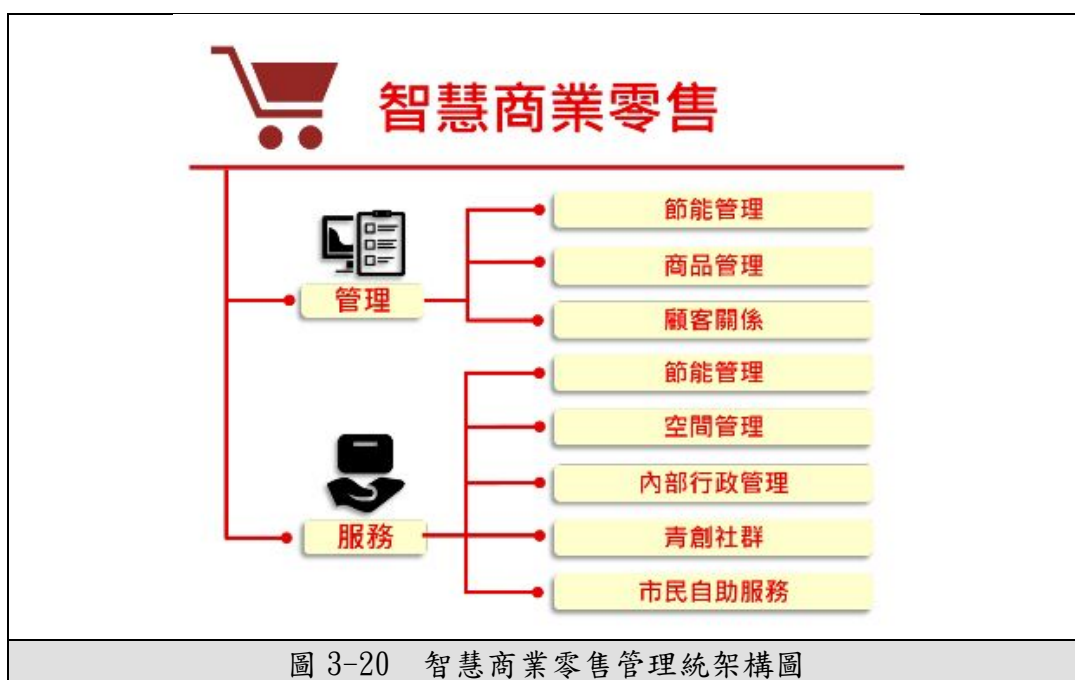 智慧商業零售
管理
節能管理
商品管理
顧客關係
服務
節能管理
空間管理
內部行政管理
青創社群
市民自助服務
圖 3-20 智慧商業零售管理統架構圖